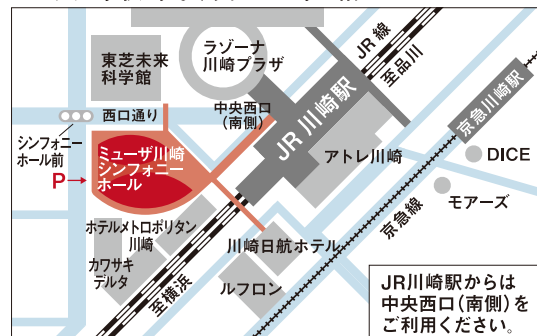 ラゾーナ
川崎プラザ
JR線
至品川
東芝未来
科学館
中央西口
(南側)
JR川崎駅
京急川崎駅
西口通り
シンフォニー
ホール前
P
ミューザ川崎
シンフォニー
ホール
アトレ川崎
DICE
モアーズ
京急線
ホテルメトロポリタン
川崎
川崎日航ホテル
カワサキ
デルタ
至横浜
ルフロン
JR川崎駅からは
中央西口(南側)を
ご利用ください。